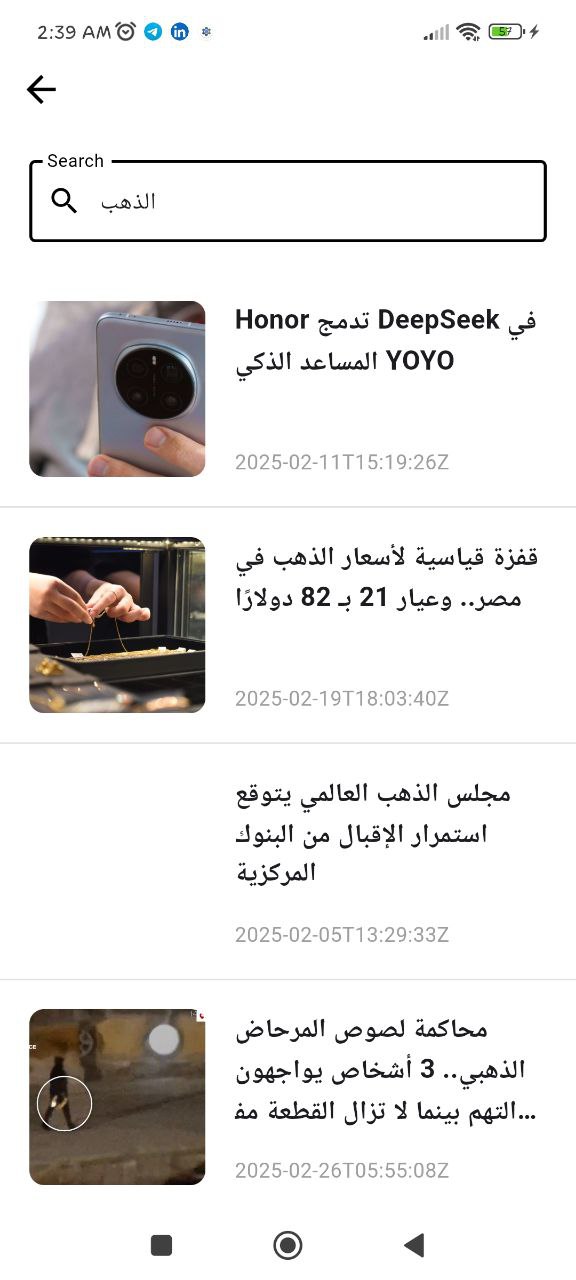 2:39 AM
57
Search
الذهب
Honor تدمج DeepSeek في
المساعد الذكي YOYO
2025-02-11T15:19:26Z
قفزة قياسية لأسعار الذهب في
مصر.. وعيار 21 بـ 82 دولارًا
2025-02-19T18:03:40Z
مجلس الذهب العالمي يتوقع
استمرار الإقبال من البنوك
المركزية
2025-02-05T13:29:33Z
محاكمة لصوص المرحاض
الذهبي.. 3 أشخاص يواجهون
التهم بينما لا تزال القطعة مف...
2025-02-26T05:55:08Z